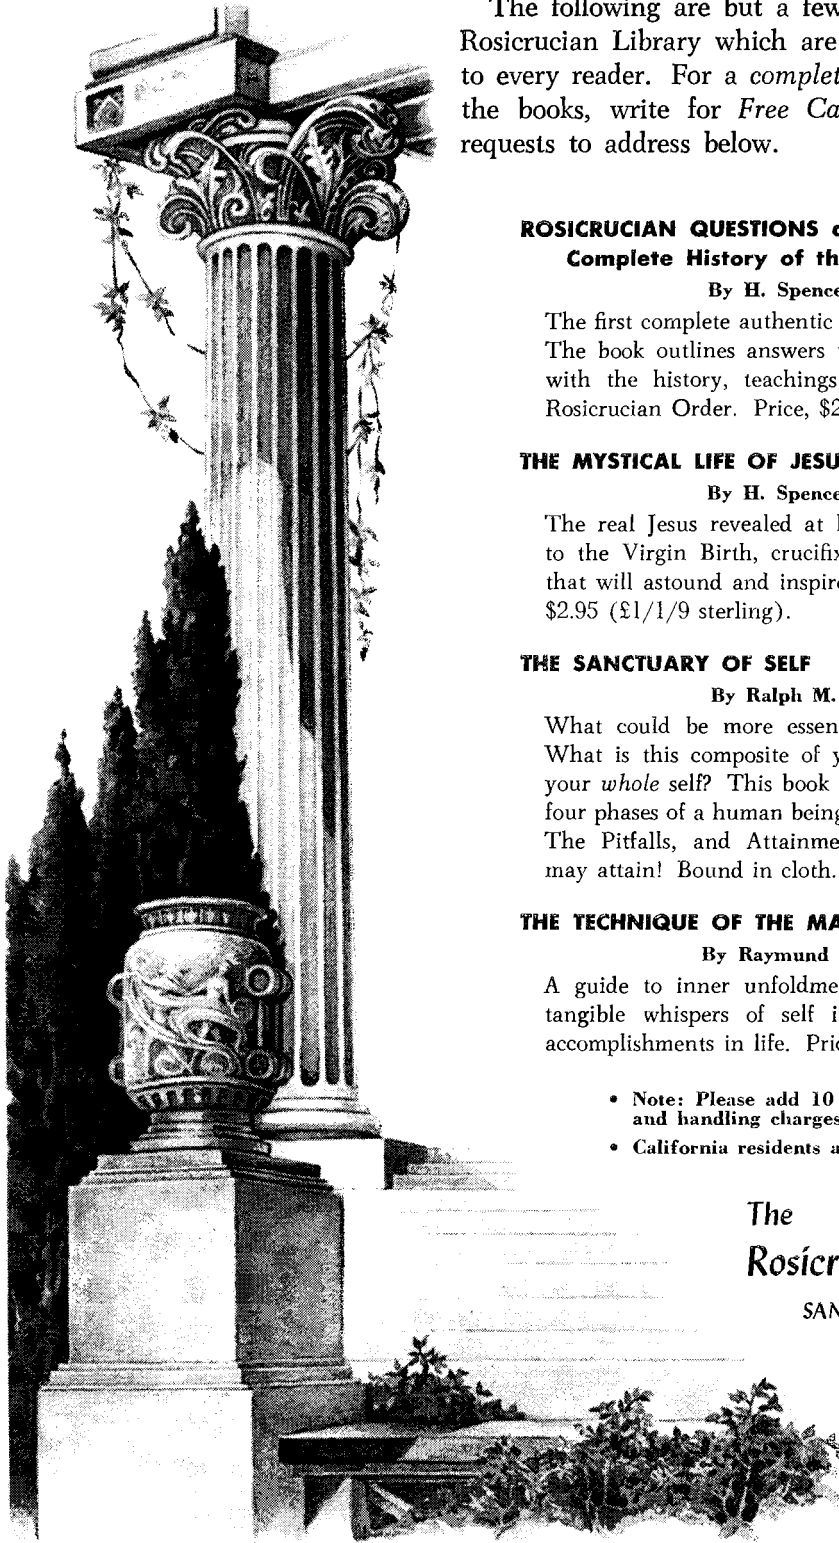 The following are but a few
Rosicrucian Library which are
to every reader. For a complet
the books, write for Free Ca
requests to address below.
ROSICRUCIAN QUESTIONS
Complete History of th
By H. Spence
The first complete authentic
The book outlines answers
with the history, teachings
Rosicrucian Order. Price, $2
THE MYSTICAL LIFE OF JESU
By H. Spence
The real Jesus revealed at
to the Virgin Birth, crucifix
that will astound and inspire
$2.95 (£1/1/9 sterling).
THE SANCTUARY OF SELF
By Ralph M.
What could be more essen
What is this composite of y
your whole self? This book
four phases of a human being
The Pitfalls, and Attainme
may attain! Bound in cloth.
THE TECHNIQUE OF THE MA
By Raymund
A guide to inner unfoldme
tangible whispers of self i
accomplishments in life. Pric
• Note: Please add 10
and handling charges
• California residents a
The
Rosicr
SAN